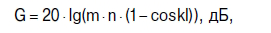 G = 20 · lg(m · n · (1 – coskl)), дБ,